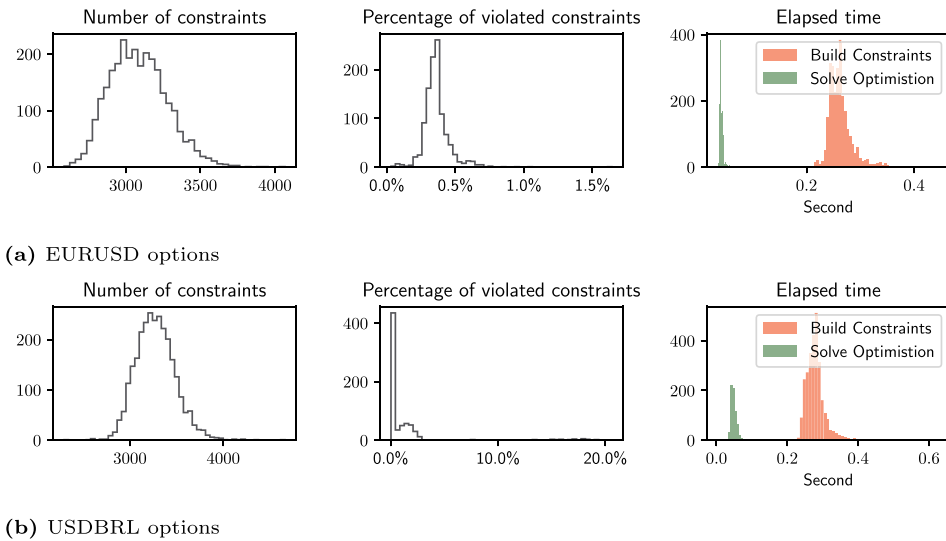 Number of constraints
Percentage of violated constraints
Elapsed time
200
100
0
3000
3500
4000
200
100
0
0.0%
0.5%
1.0%
1.5%
400
200
0
Build Constraints
Solve Optimistion
0.2
0.4
Second
(a) EURUSD options
Number of constraints
Percentage of violated constraints
Elapsed time
200
100
0
3000
4000
400
200
0
0.0%
10.0%
20.0%
400
200
0
Build Constraints
Solve Optimistion
0.0
0.2
0.4
0.6
Second
(b) USDBRL options